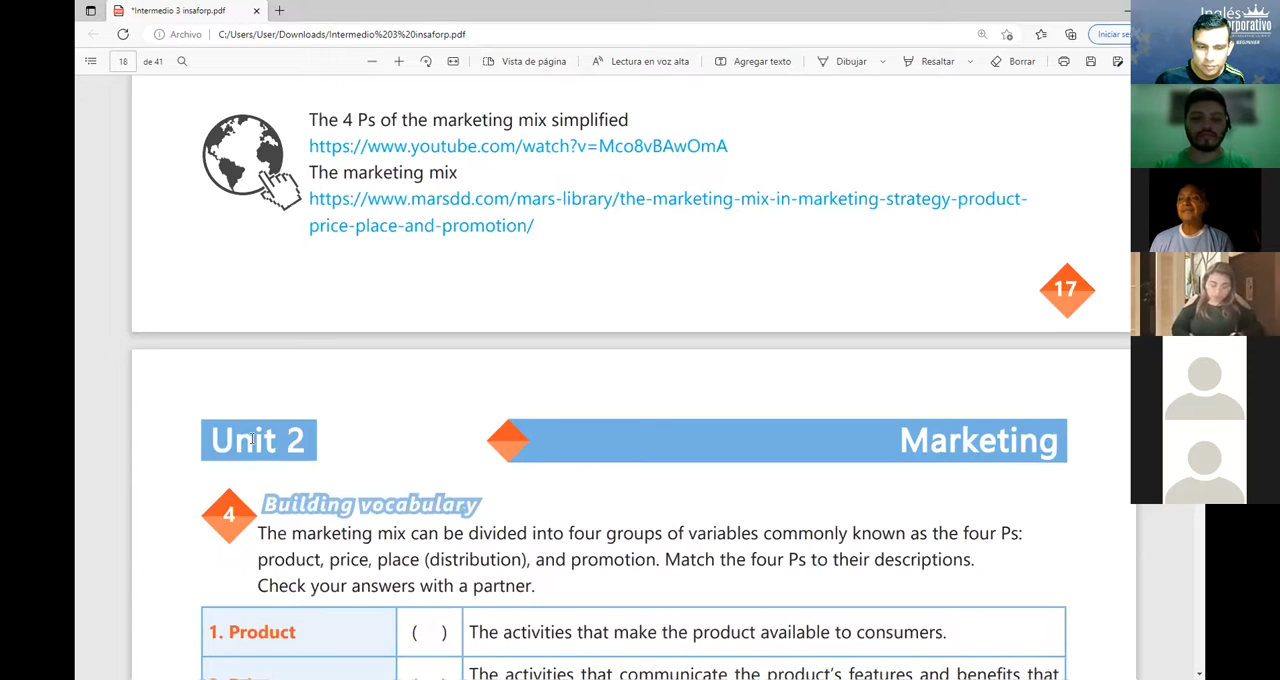 *Intermedio 3 insaforp.pdf
Archivo
C:/Users/User/Downloads/Intermedio%203%20insaforp.pdf
Iniciar se
18 de 41
Vista de página
Lectura en voz alta
Agregar texto
Dibujar
Resaltar
Borrar
Inglés
BEGINNER
The 4 Ps of the marketing mix simplified
https://www.youtube.com/watch?v=Mco8vBAwOmA
The marketing mix
https://www.marsdd.com/mars-library/the-marketing-mix-in-marketing-strategy-product-
price-place-and-promotion/
17
Unit 2
Marketing
4
Building vocabulary
The marketing mix can be divided into four groups of variables commonly known as the four Ps:
product, price, place (distribution), and promotion. Match the four Ps to their descriptions.
Check your answers with a partner.
1. Product ( ) The activities that make the product available to consumers.
The activities that communicate the product's features and benefits that